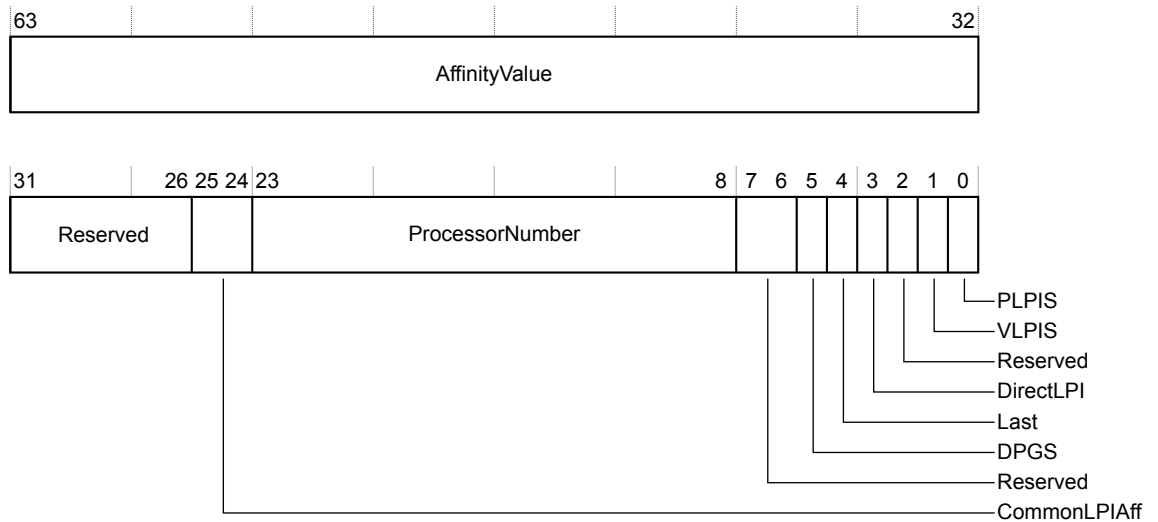 63 32
AffinityValue
31 26 25 24 23 8 7 6 5 4 3 2 1 0
Reserved ProcessorNumber
PLPIS
VLPIS
Reserved
DirectLPI
Last
DPGS
Reserved
CommonLPIAff